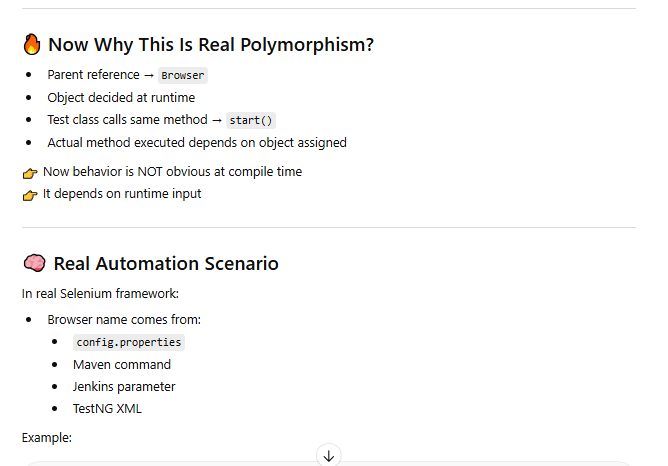 🔥 Now Why This Is Real Polymorphism?
• Parent reference → Browser
• Object decided at runtime
• Test class calls same method → start()
• Actual method executed depends on object assigned
👉 Now behavior is NOT obvious at compile time
👉 It depends on runtime input
🧠 Real Automation Scenario
In real Selenium framework:
• Browser name comes from:
• config.properties
• Maven command
• Jenkins parameter
• TestNG XML
Example: